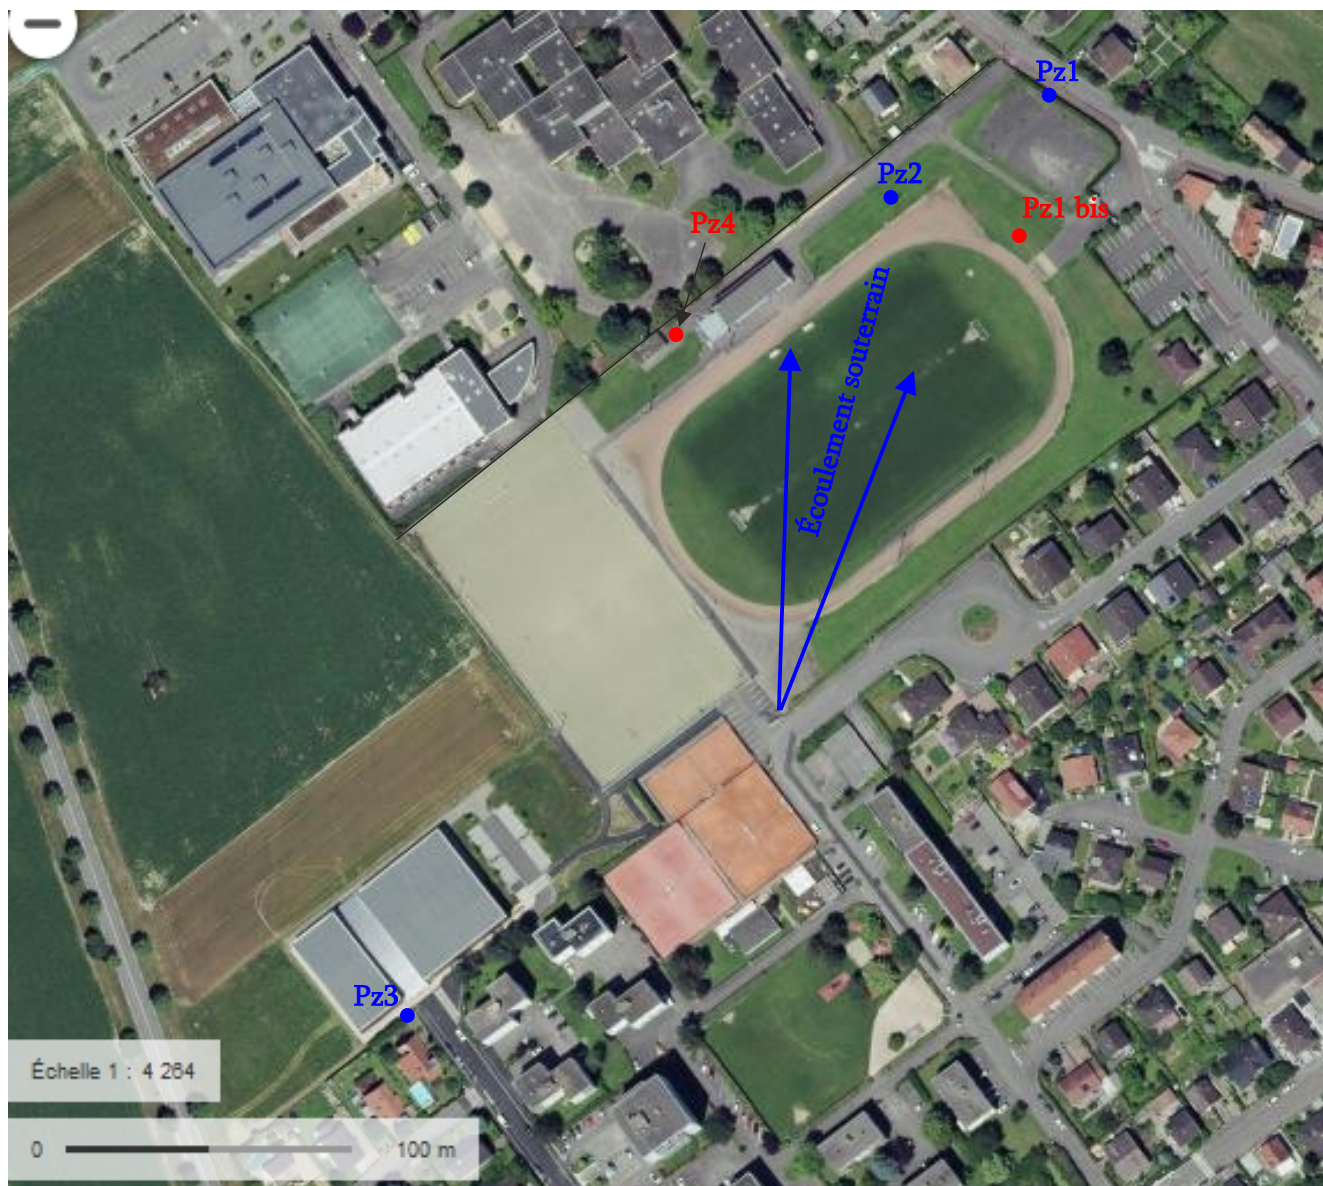 Pz1
Pz2
Pz1 bis
Pz4
Écoulement souterrain
Pz3
Échelle 1 : 4 264
0 100 m